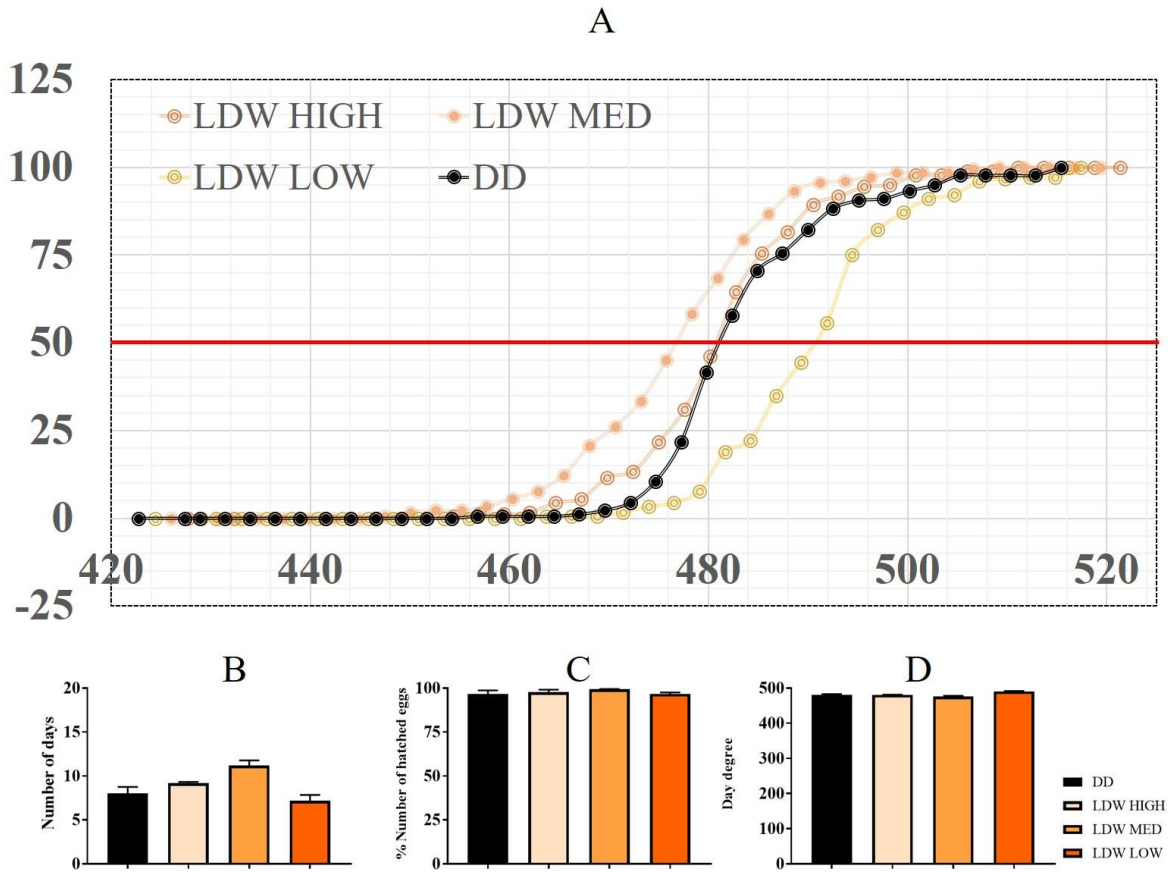 A
125
100
75
50
25
0
-25
LDW HIGH LDW MED
LDW LOW DD
420 440 460 480 500 520
B
Number of days
20
15
10
5
0
C
% Number of hatched eggs
100
75
50
25
0
D
Day degree
500
400
300
200
100
0
DD
LDW HIGH
LDW MED
LDW LOW